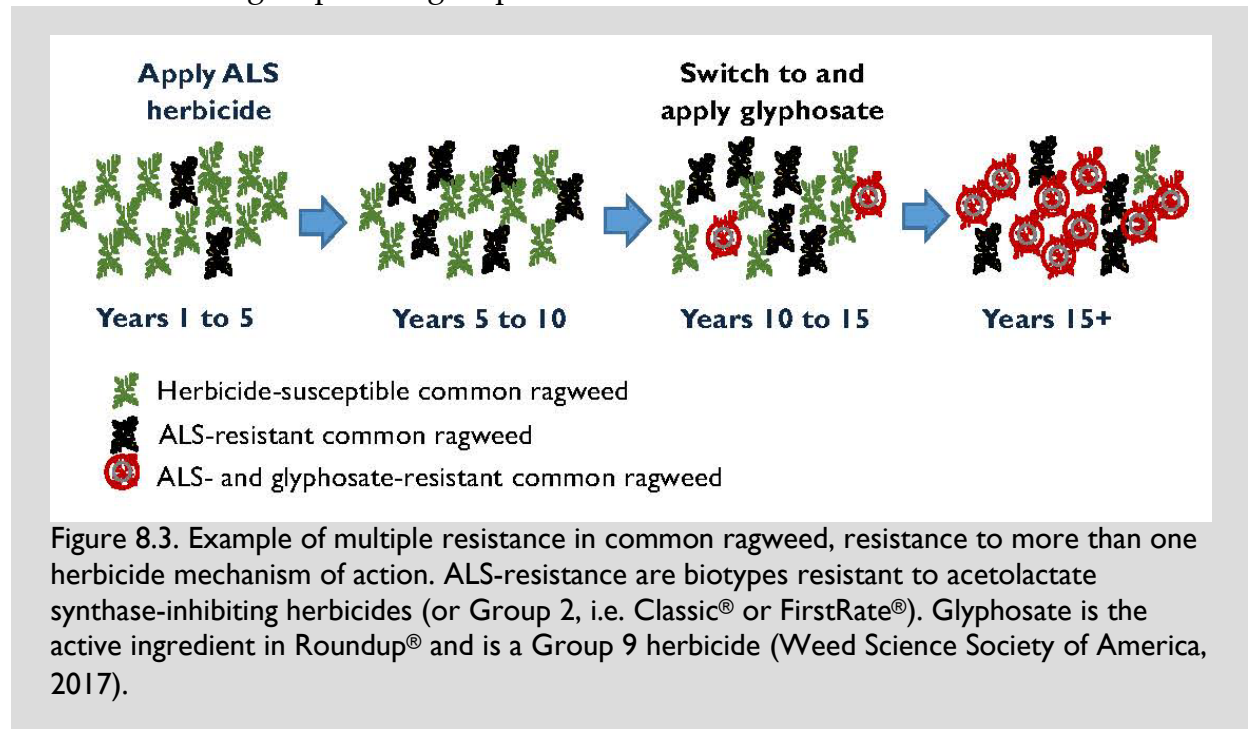 Apply ALS
herbicide
Switch to and
apply glyphosate
Years 1 to 5
Years 5 to 10
Years 10 to 15
Years 15+
Herbicide-susceptible common ragweed
ALS-resistant common ragweed
ALS- and glyphosate-resistant common ragweed
Figure 8.3. Example of multiple resistance in common ragweed, resistance to more than one
herbicide mechanism of action. ALS-resistance are biotypes resistant to acetolactate
synthase-inhibiting herbicides (or Group 2, i.e. Classic® or FirstRate®). Glyphosate is the
active ingredient in Roundup® and is a Group 9 herbicide (Weed Science Society of America,
2017).